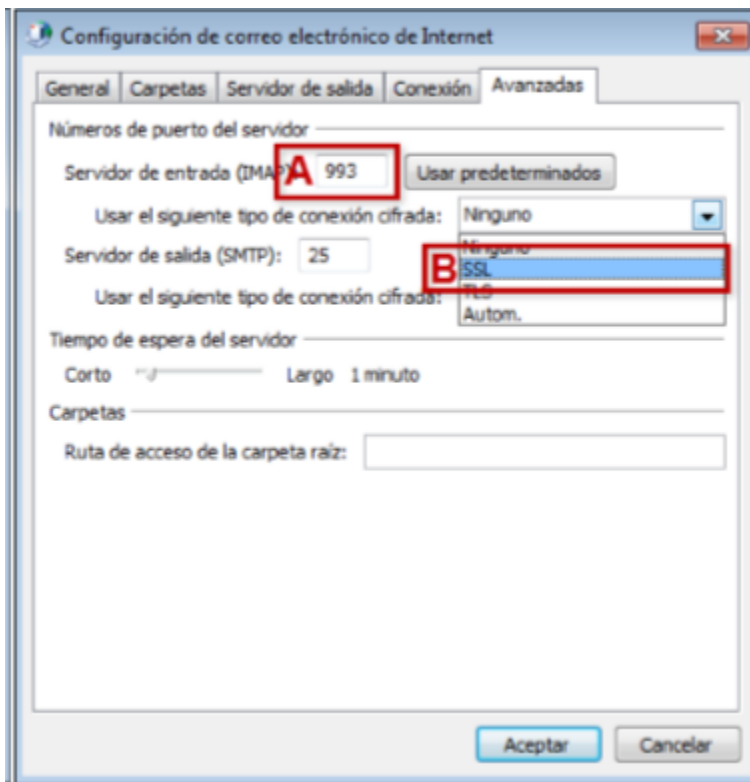 Configuración de correo electrónico de Internet
General Carpetas Servidor de salida Conexión Avanzadas
Números de puerto del servidor
Servidor de entrada (IMAP A 993 Usar predeterminados
Usar el siguiente tipo de conexión cifrada: Ninguno
Ninguno
Servidor de salida (SMTP): 25
B SSL
TLS
Usar el siguiente tipo de conexión cifrada:
Autom.
Tiempo de espera del servidor
Corto Largo 1 minuto
Carpetas
Ruta de acceso de la carpeta raíz:
Aceptar Cancelar